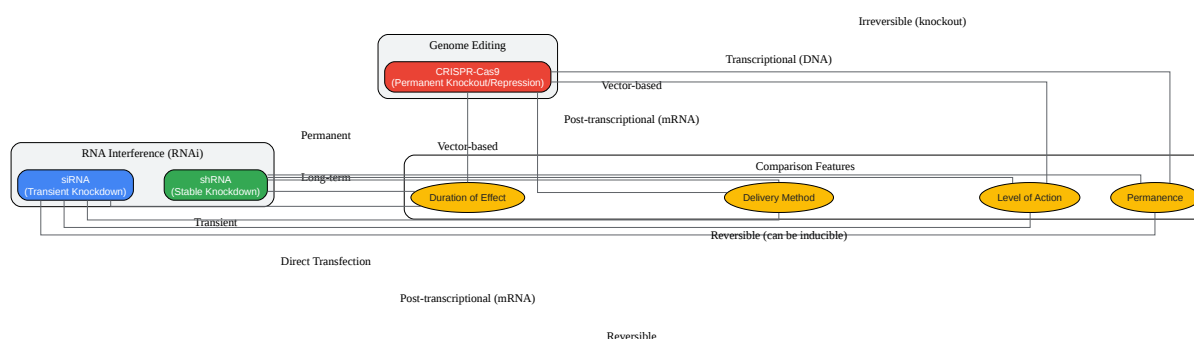 Irreversible (knockout)
Genome Editing
Transcriptional (DNA)
CRISPR-Cas9
(Permanent Knockout/Repression)
Vector-based
Post-transcriptional (mRNA)
Permanent
Vector-based
RNA Interference (RNAi)
Comparison Features
siRNA
(Transient Knockdown)
shRNA
(Stable Knockdown)
Long-term
Duration of Effect
Delivery Method
Level of Action
Permanence
Transient
Reversible (can be inducible)
Direct Transfection
Post-transcriptional (mRNA)
Reversible